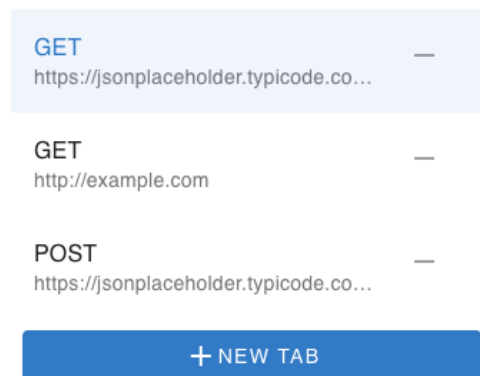 GET
https://jsonplaceholder.typicode.co...
GET
http://example.com
POST
https://jsonplaceholder.typicode.co...
+ NEW TAB